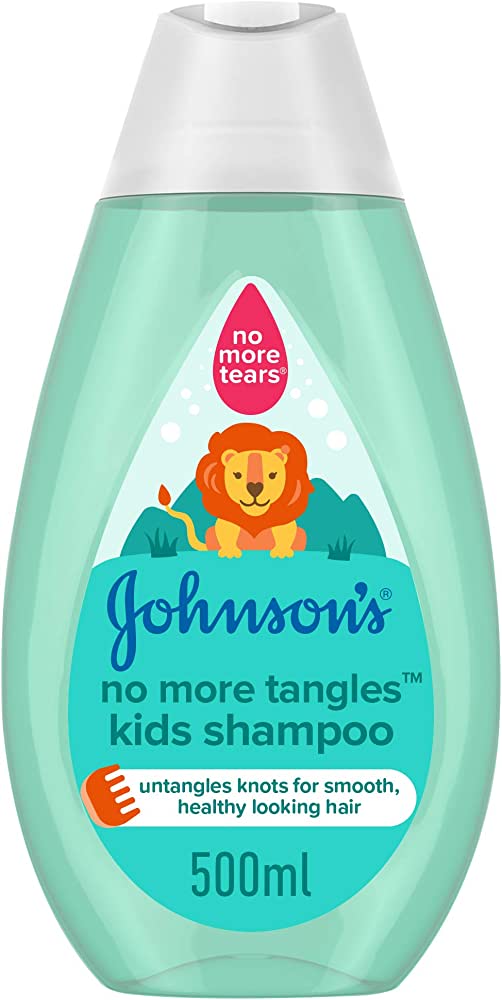 no
more
tears®
Johnson's®
no more tangles™
kids shampoo
untangles knots for smooth,
healthy looking hair
500ml